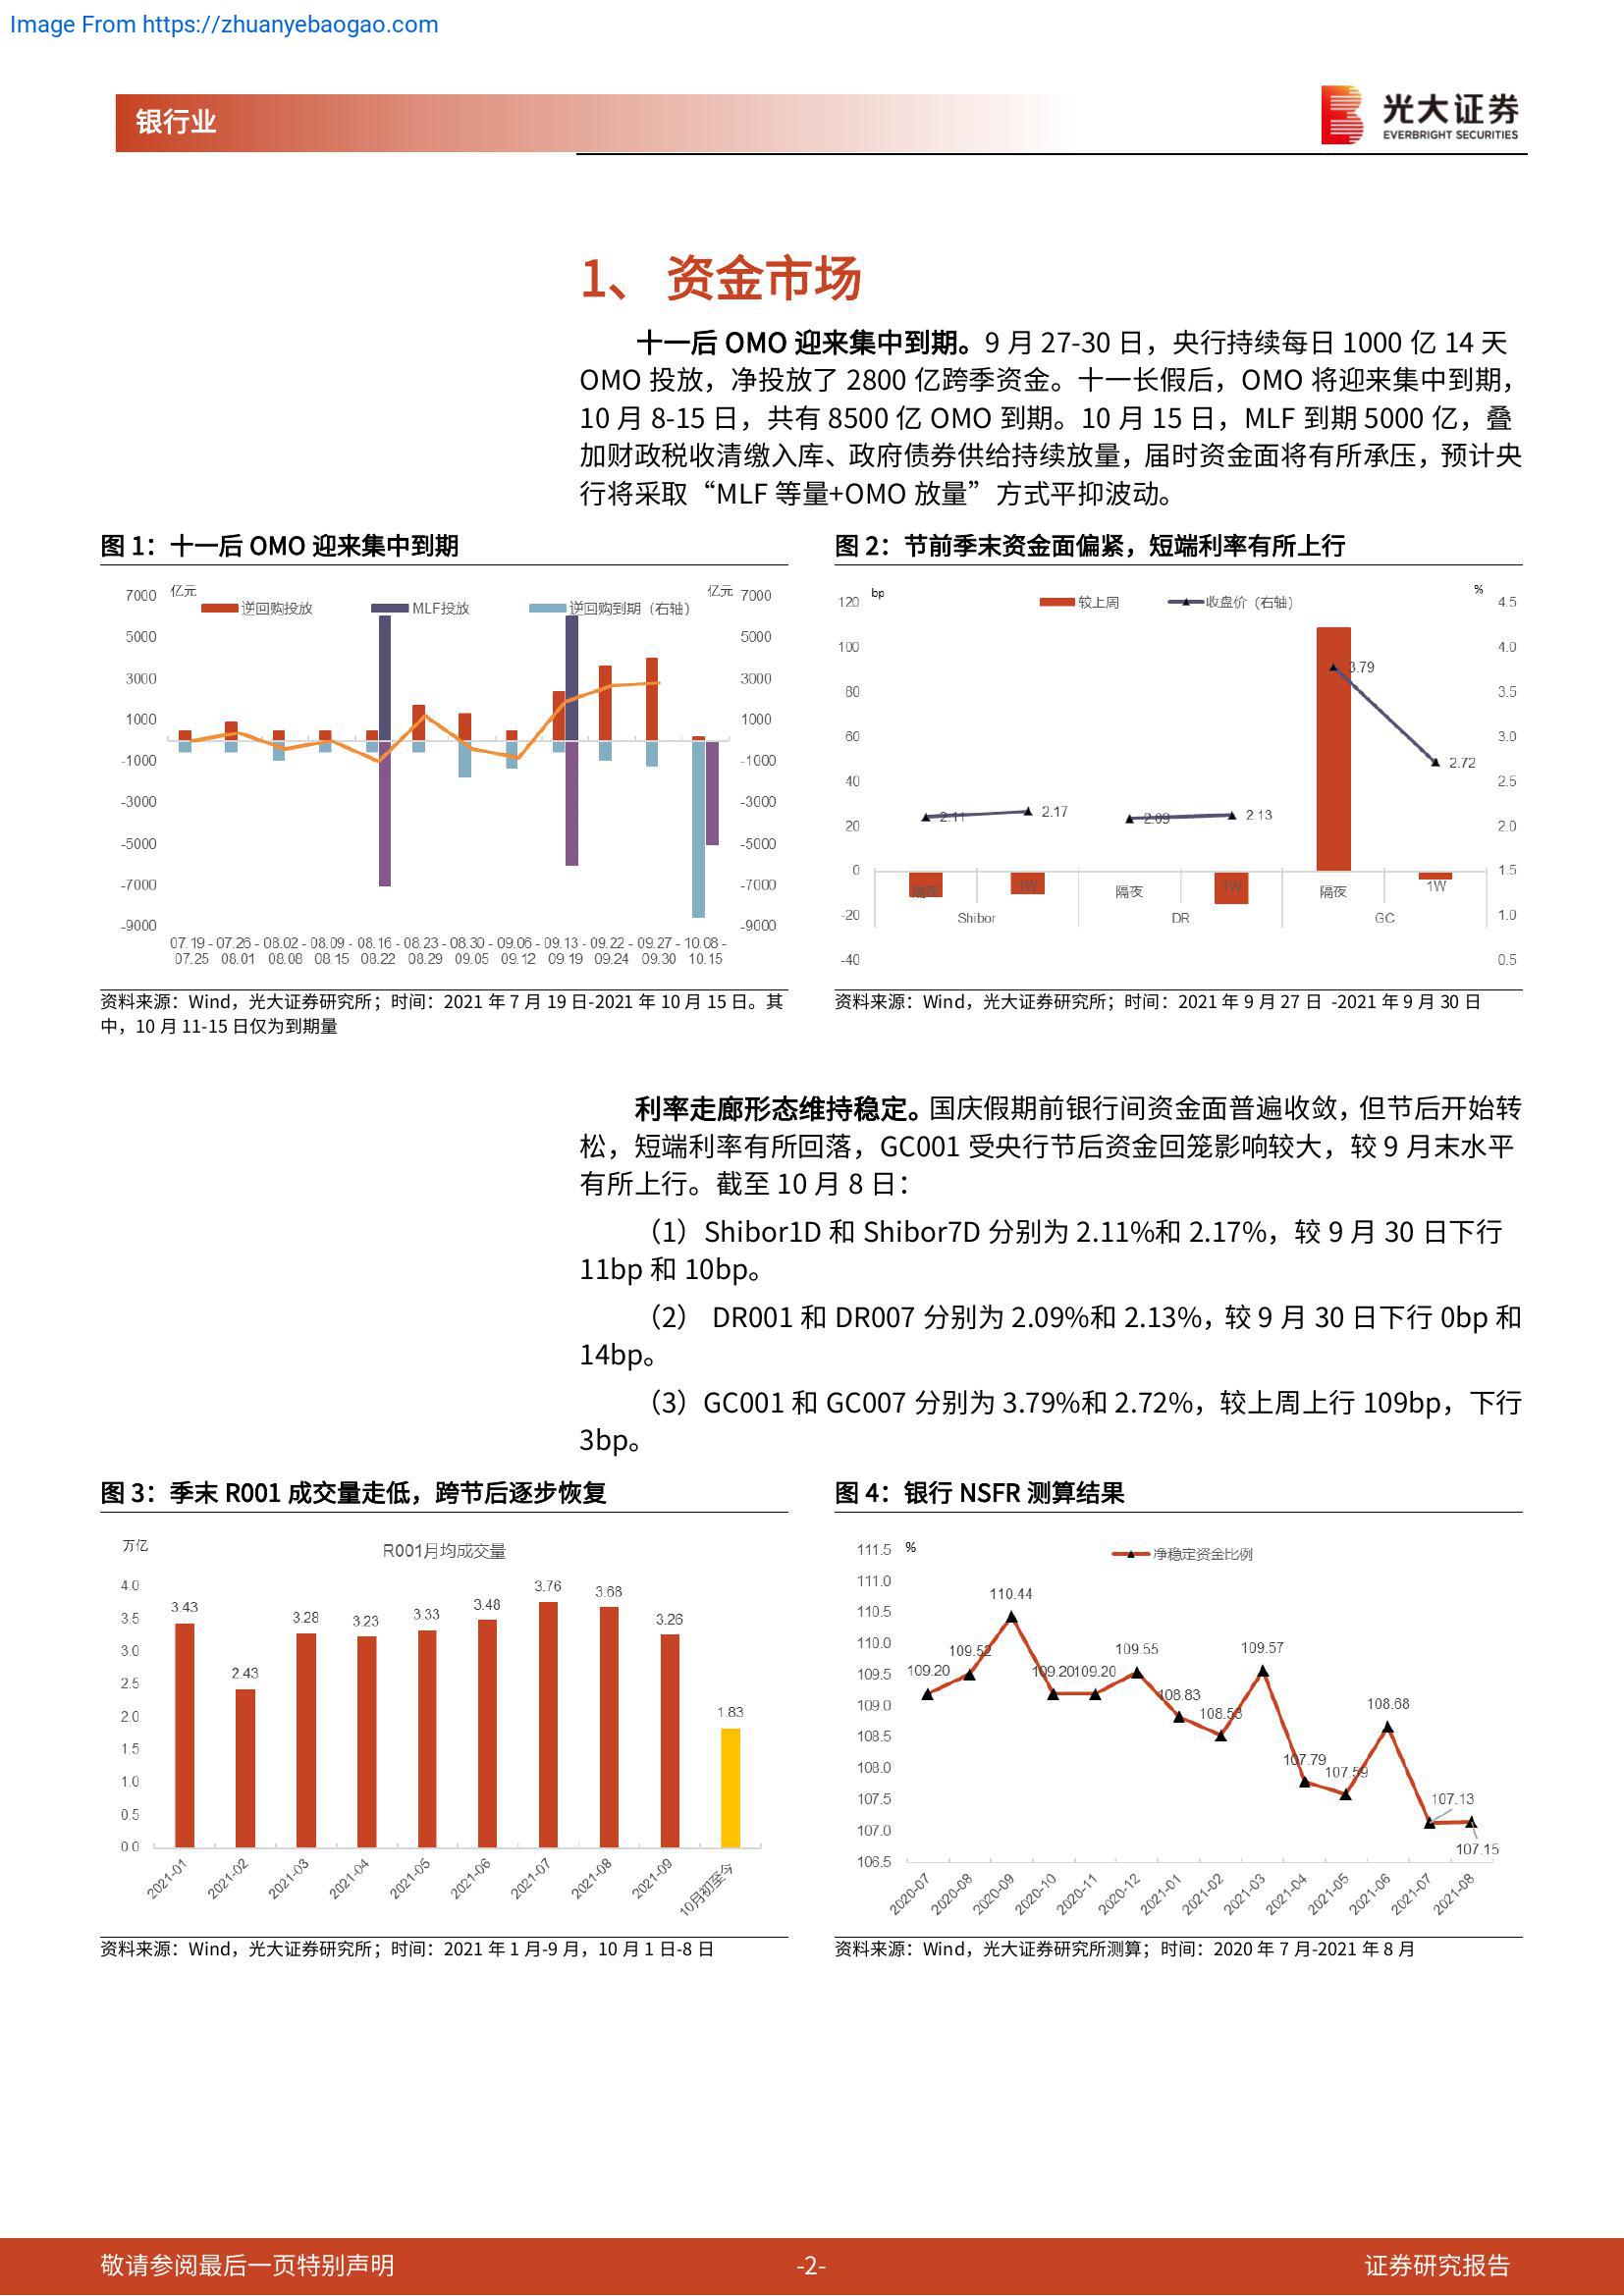 Image From https://zhuanyebaogao.com
银行业
光大证券
EVERBRIGHT SECURITIES
1、 资金市场
十一后 OMO 迎来集中到期。9 月 27-30 日，央行持续每日 1000 亿 14 天
OMO 投放，净投放了 2800 亿跨季资金。十一长假后，OMO 将迎来集中到期，
10 月 8-15 日，共有 8500 亿 OMO 到期。10 月 15 日，MLF 到期 5000 亿，叠
加财政税收清缴入库、政府债券供给持续放量，届时资金面将有所承压，预计央
行将采取“MLF 等量+OMO 放量”方式平抑波动。
图 1：十一后 OMO 迎来集中到期
亿元 亿元
逆回购投放 MLF投放 逆回购到期（右轴）
7000 7000
5000 5000
3000 3000
1000 1000
-1000 -1000
-3000 -3000
-5000 -5000
-7000 -7000
-9000 -9000
07.19 - 07.26 - 08.02 - 08.09 - 08.16 - 08.23 - 08.30 - 09.06 - 09.13 - 09.22 - 09.27 - 10.08 -
07.25 08.01 08.08 08.15 08.22 08.29 09.05 09.12 09.19 09.24 09.30 10.15
资料来源：Wind，光大证券研究所；时间：2021 年 7 月 19 日-2021 年 10 月 15 日。其
中，10 月 11-15 日仅为到期量
图 2：节前季末资金面偏紧，短端利率有所上行
bp %
较上周 收盘价（右轴）
120 4.5
100 4.0
80 3.5
60 3.0
40 2.5
20 2.0
0 1.5
-20 1.0
-40 0.5
3.79
2.72
2.11 2.17 2.09 2.13
隔夜 1W 隔夜 1W 隔夜 1W
Shibor DR GC
资料来源：Wind，光大证券研究所；时间：2021 年 9 月 27 日 -2021 年 9 月 30 日
利率走廊形态维持稳定。国庆假期前银行间资金面普遍收敛，但节后开始转
松，短端利率有所回落，GC001 受央行节后资金回笼影响较大，较 9 月末水平
有所上行。截至 10 月 8 日：
（1）Shibor1D 和 Shibor7D 分别为 2.11%和 2.17%，较 9 月 30 日下行
11bp 和 10bp。
（2） DR001 和 DR007 分别为 2.09%和 2.13%，较 9 月 30 日下行 0bp 和
14bp。
（3）GC001 和 GC007 分别为 3.79%和 2.72%，较上周上行 109bp，下行
3bp。
图 3：季末 R001 成交量走低，跨节后逐步恢复
万亿
R001月均成交量
4.0
3.5
3.0
2.5
2.0
1.5
1.0
0.5
0.0
3.43 2.43 3.28 3.23 3.33 3.48 3.76 3.68 3.26 1.83
2021-01 2021-02 2021-03 2021-04 2021-05 2021-06 2021-07 2021-08 2021-09 10月初至今
资料来源：Wind，光大证券研究所；时间：2021 年 1 月-9 月，10 月 1 日-8 日
图 4：银行 NSFR 测算结果
%
净稳定资金比例
111.5
111.0
110.5
110.0
109.5
109.0
108.5
108.0
107.5
107.0
106.5
109.20 109.52 110.44 109.20 109.20 109.55 108.83 108.53 109.57 107.79 107.59 108.68 107.13 107.15
2020-07 2020-08 2020-09 2020-10 2020-11 2020-12 2021-01 2021-02 2021-03 2021-04 2021-05 2021-06 2021-07 2021-08
资料来源：Wind，光大证券研究所测算；时间：2020 年 7 月-2021 年 8 月
敬请参阅最后一页特别声明
-2-
证券研究报告